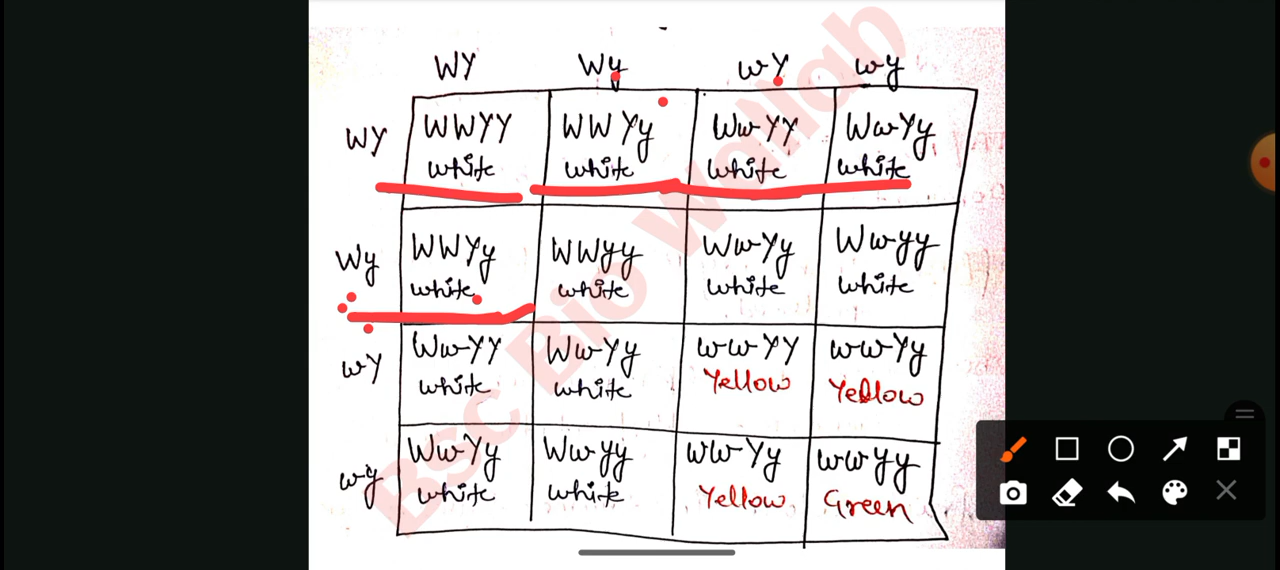 WY Wy wY wy
WY WWYY WWYy WwYY WwYy
white white white white
Wy WWYy WWyy WwYy Wwyy
white white white white
wY WwYY WwYy wwYY wwYy
white white Yellow Yellow
wy WwYy Wwyy wwYy wwyy
white white Yellow Green
Bsc Bio Wallab